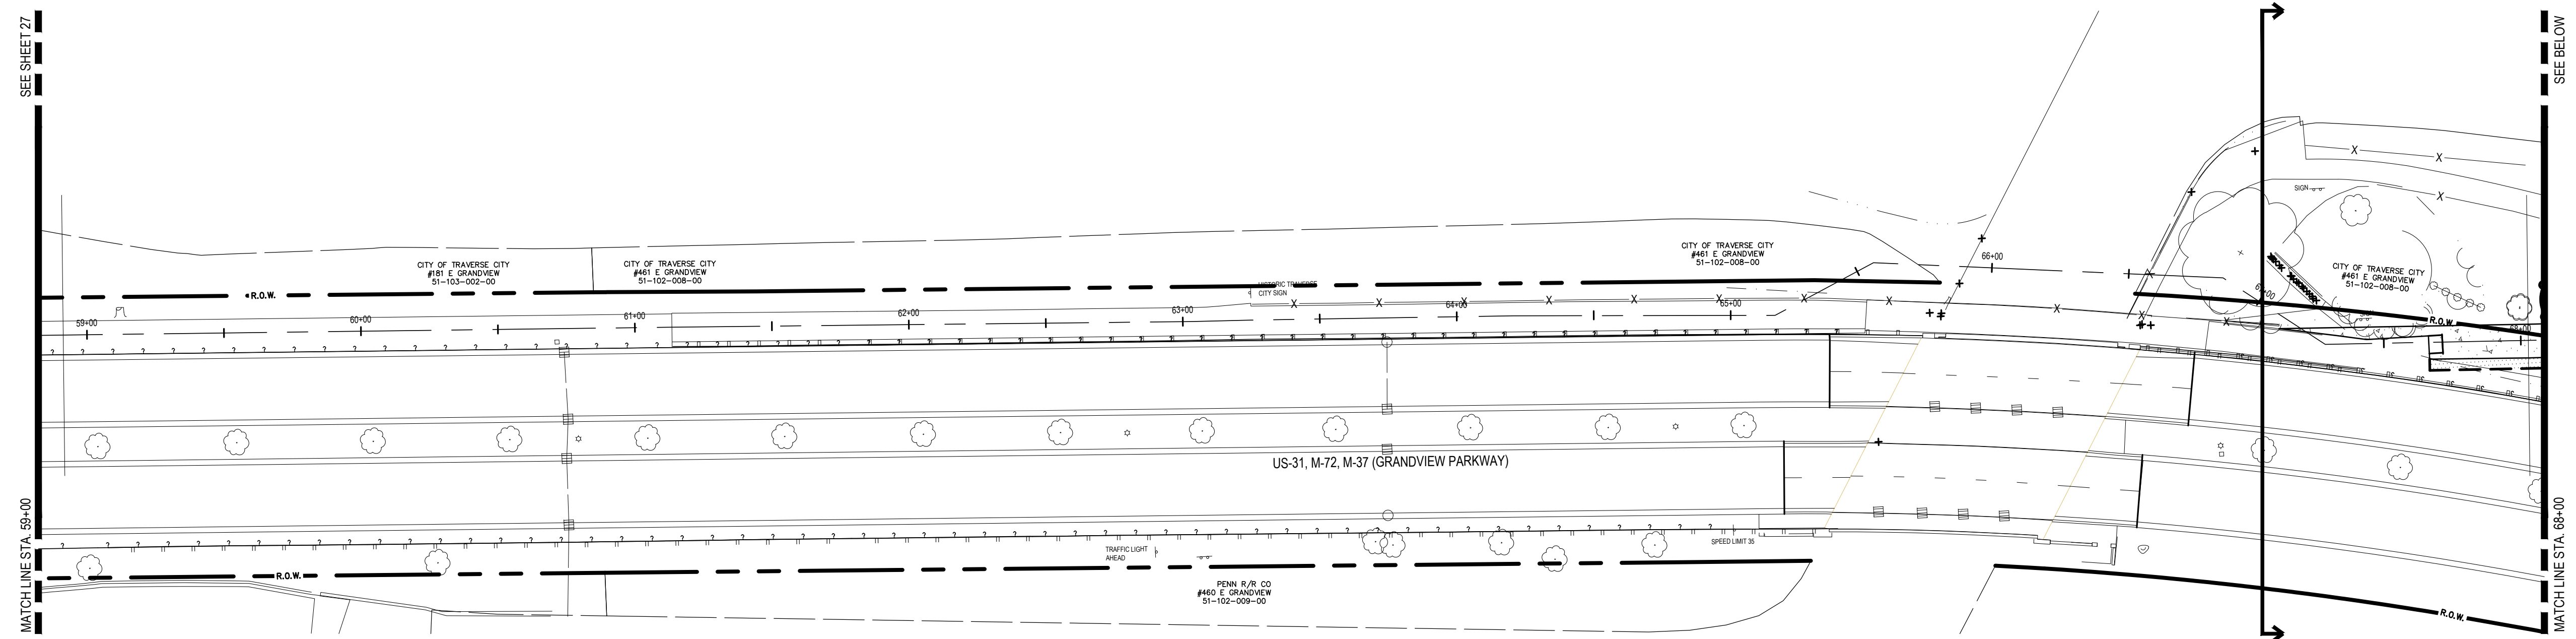 SEE SHEET 27
MATCH LINE STA. 59+00
CITY OF TRAVERSE CITY
#181 E GRANDVIEW
51-103-002-00
CITY OF TRAVERSE CITY
#461 E GRANDVIEW
51-102-008-00
CITY OF TRAVERSE CITY
#461 E GRANDVIEW
51-102-008-00
CITY OF TRAVERSE CITY
#461 E GRANDVIEW
51-102-008-00
SIGN
R.O.W.
HISTORIC TRAVERSE
CITY SIGN
59+00
60+00
61+00
62+00
63+00
64+00
65+00
66+00
67+00
R.O.W.
US-31, M-72, M-37 (GRANDVIEW PARKWAY)
TRAFFIC LIGHT
AHEAD
SPEED LIMIT 35
R.O.W.
PENN R/R CO
#460 E GRANDVIEW
51-102-009-00
R.O.W.
SEE BELOW
MATCH LINE STA. 68+00